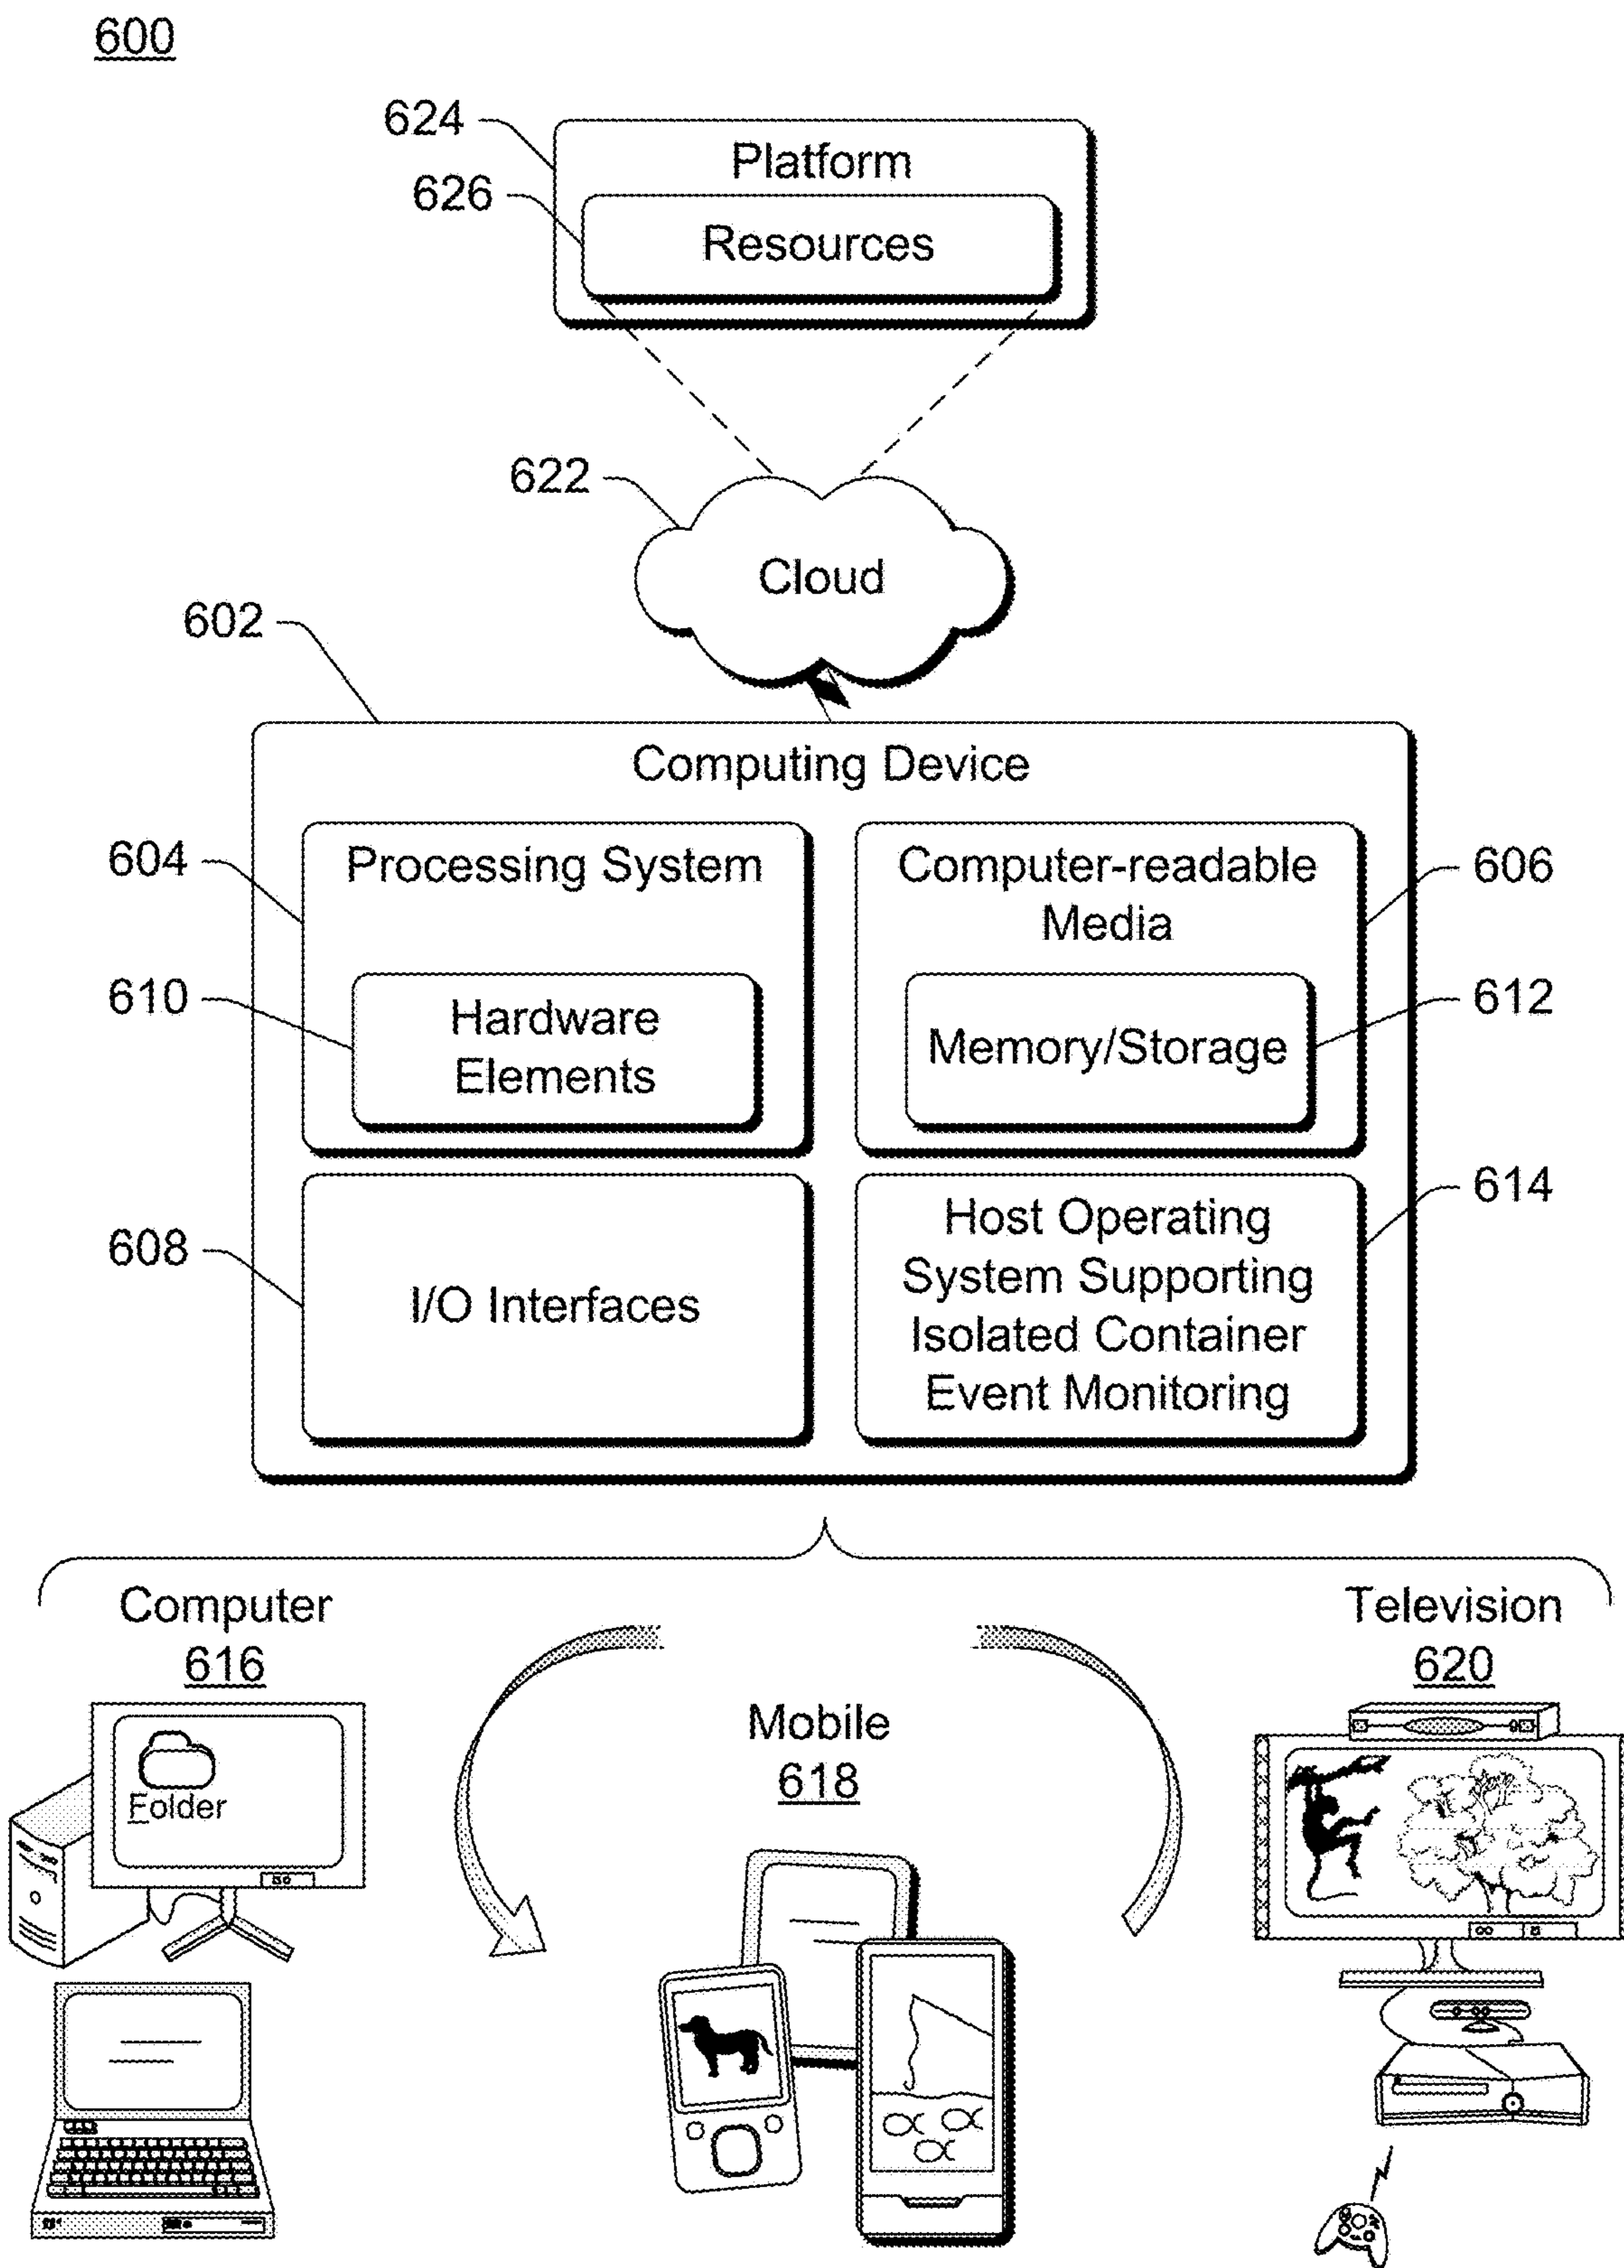 600
624
Platform
626
Resources
622
Cloud
602
Computing Device
604
Processing System
Computer-readable
Media
606
610
Hardware
Elements
Memory/Storage
612
608
I/O Interfaces
Host Operating
System Supporting
Isolated Container
Event Monitoring
614
Computer
616
Folder
Mobile
618
Television
620